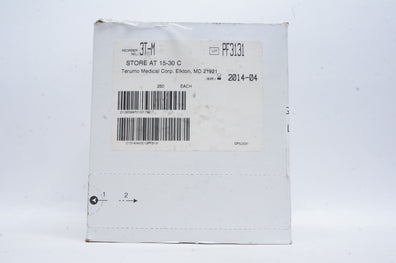 REORDER NO.: 3T-M LOT PF3131
STORE AT 15-30 C
Terumo Medical Corp. Elkton, MD 21921
2014-04
250 EACH
1 2